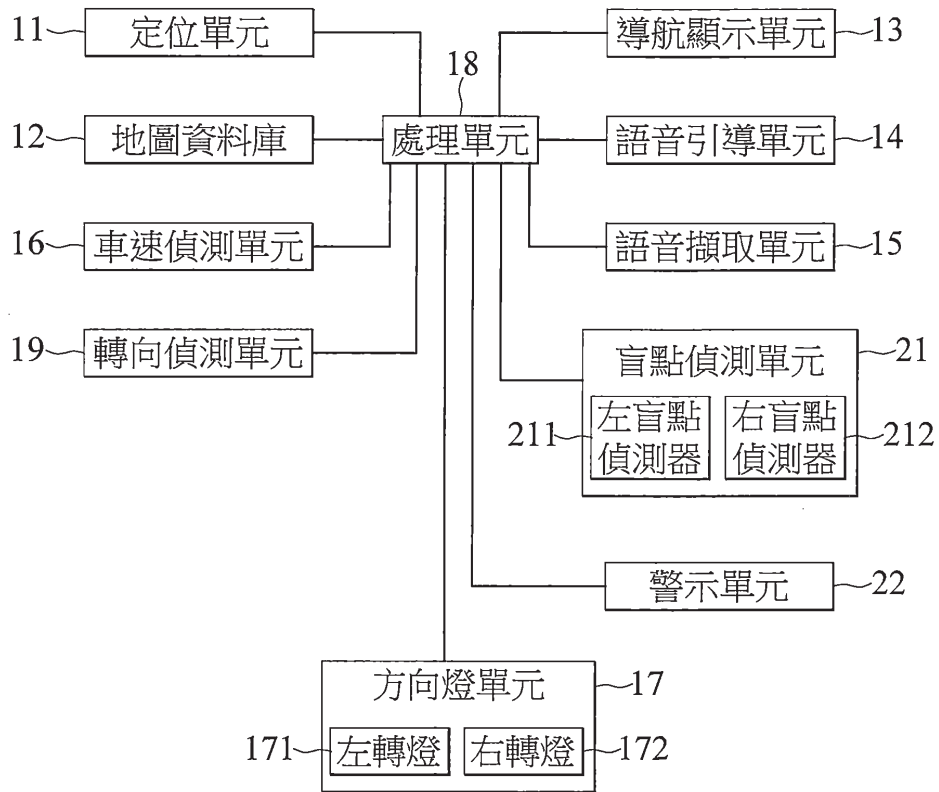 11
定位單元
13
導航顯示單元
18
12
地圖資料庫
處理單元
14
語音引導單元
16
車速偵測單元
15
語音擷取單元
19
轉向偵測單元
21
盲點偵測單元
211
左盲點
偵測器
212
右盲點
偵測器
22
警示單元
17
方向燈單元
171
左轉燈
172
右轉燈